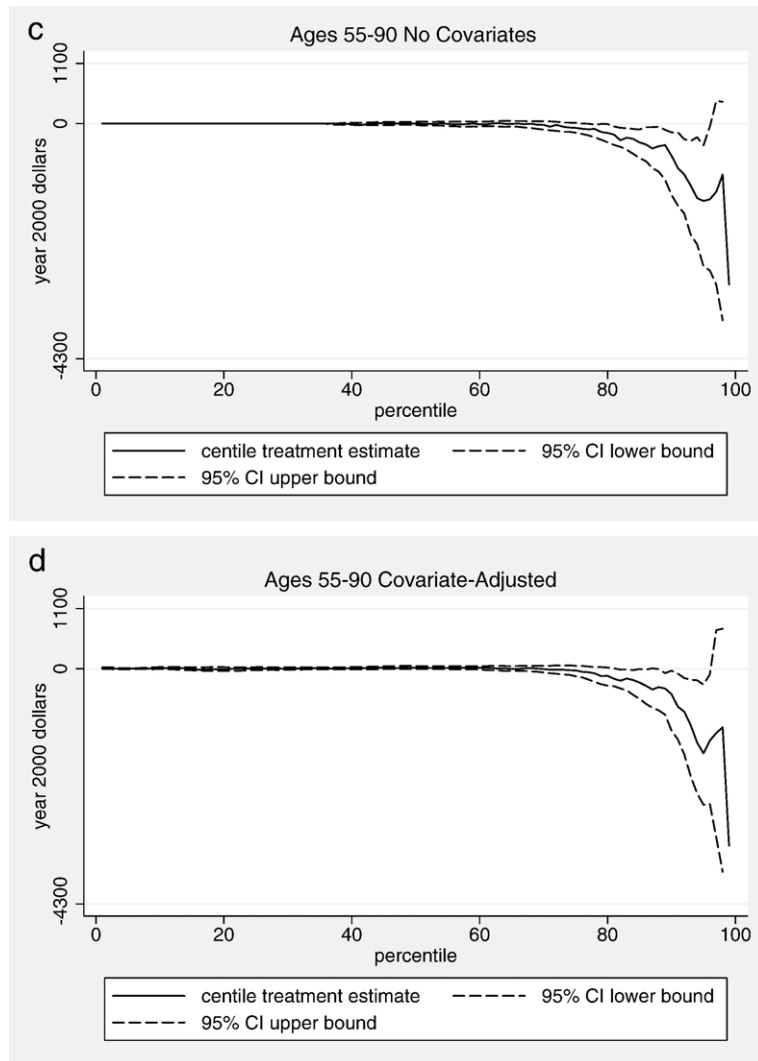 c
Ages 55-90 No Covariates
1100
0
-4300
year 2000 dollars
0 20 40 60 80 100
percentile
centile treatment estimate 95% CI lower bound
95% CI upper bound
d
Ages 55-90 Covariate-Adjusted
1100
0
-4300
year 2000 dollars
0 20 40 60 80 100
percentile
centile treatment estimate 95% CI lower bound
95% CI upper bound